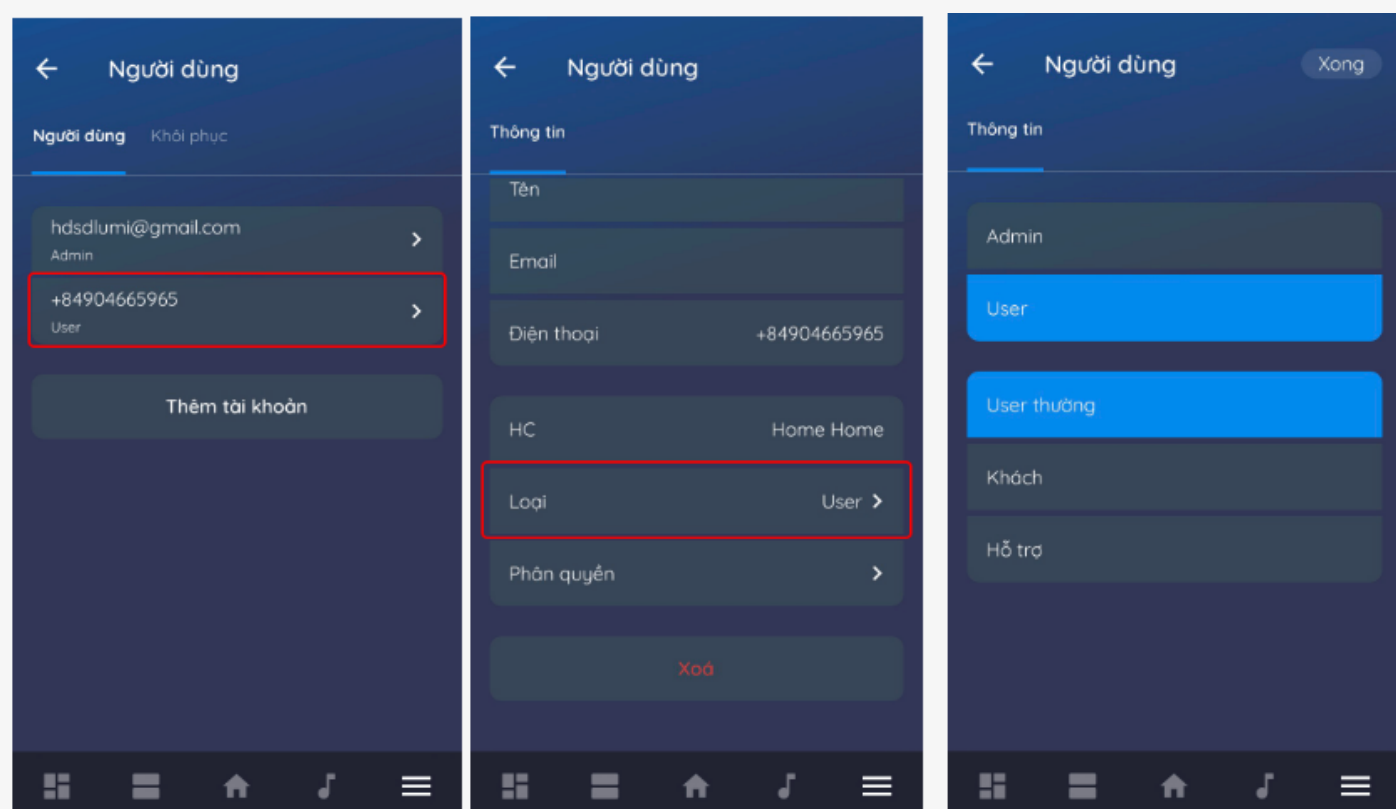 Người dùng
Người dùng Khôi phục
hdsdlumi@gmail.com
Admin
+84904665965
User
Thêm tài khoản
Người dùng
Thông tin
Tên
Email
Điện thoại +84904665965
HC Home Home
Loại User
Phân quyền
Xoá
Người dùng Xong
Thông tin
Admin
User
User thường
Khách
Hỗ trợ